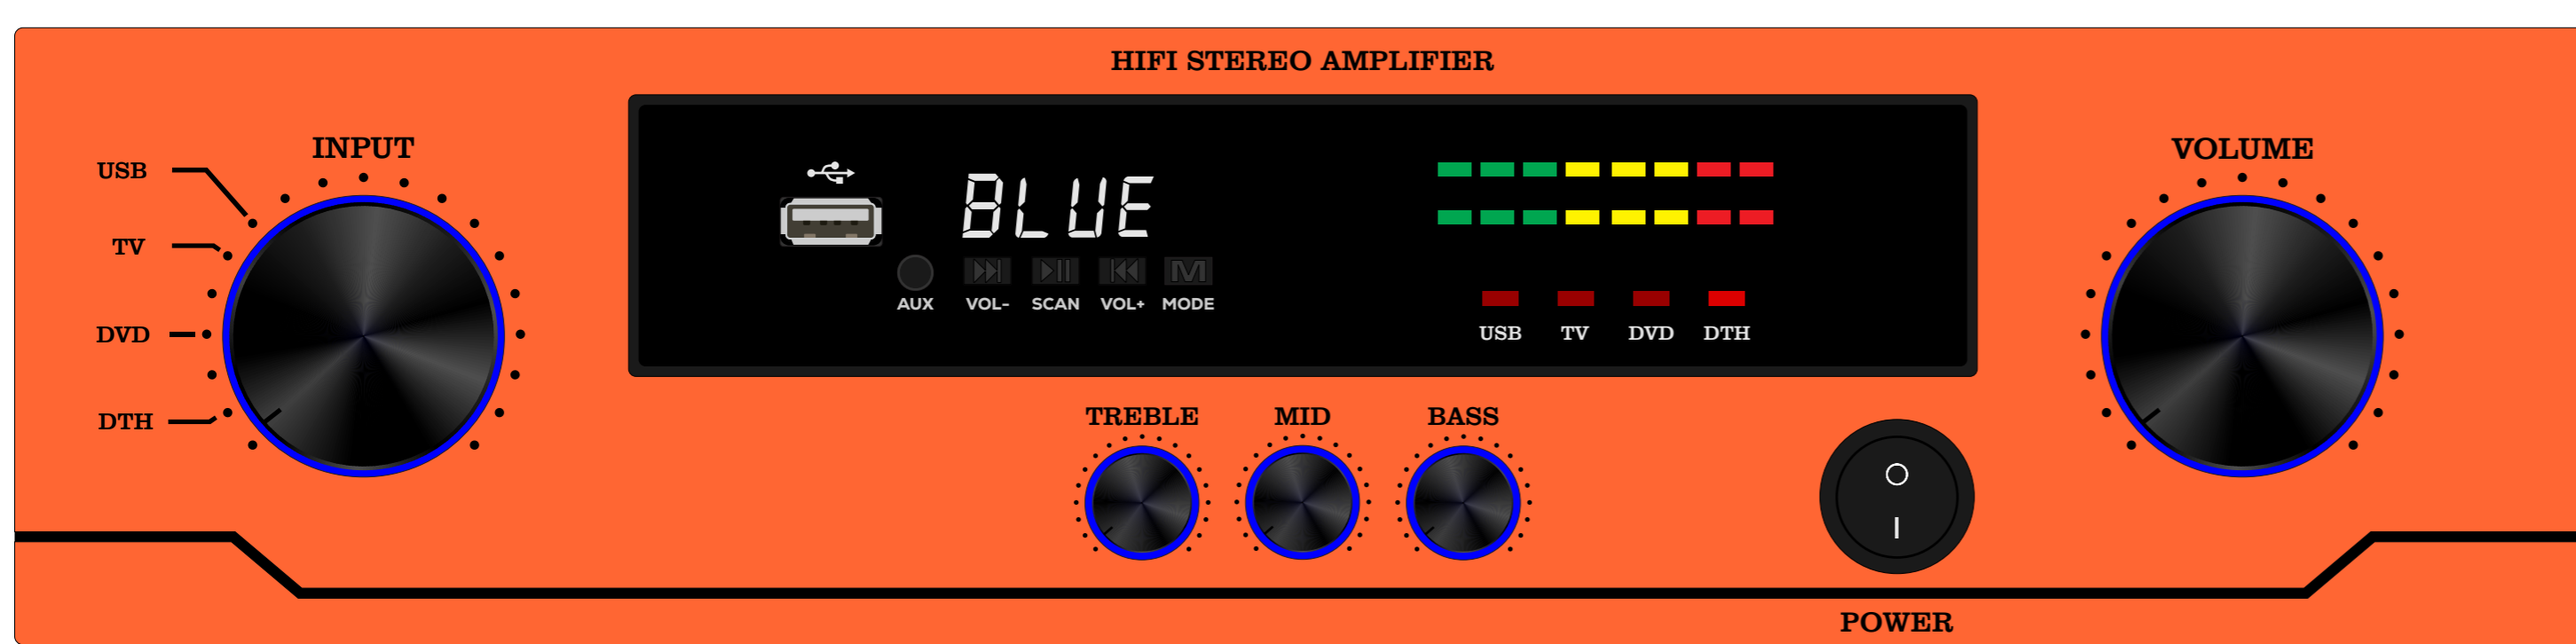 HIFI STEREO AMPLIFIER
INPUT
USB
TV
DVD
DTH
BLUE
AUX VOL- SCAN VOL+ MODE
M
USB TV DVD DTH
VOLUME
TREBLE MID BASS
POWER